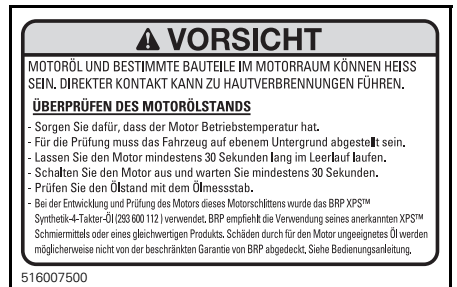 VORSICHT
MOTORÖL UND BESTIMMTE BAUTEILE IM MOTORRAUM KÖNNEN HEISS
SEIN. DIREKTER KONTAKT KANN ZU HAUTVERBRENNUNGEN FÜHREN.
ÜBERPRÜFEN DES MOTORÖLSTANDS
- Sorgen Sie dafür, dass der Motor Betriebstemperatur hat.
- Für die Prüfung muss das Fahrzeug auf ebenem Untergrund abgestellt sein.
- Lassen Sie den Motor mindestens 30 Sekunden lang im Leerlauf laufen.
- Schalten Sie den Motor aus und warten Sie mindestens 30 Sekunden.
- Prüfen Sie den Ölstand mit dem Ölmessstab.
- Bei der Entwicklung und Prüfung des Motors dieses Motorschlittens wurde das BRP XPS™
Synthetik-4-Takter-Öl (293 600 112 ) verwendet. BRP empfiehlt die Verwendung seines anerkannten XPS™
Schmiermittels oder eines gleichwertigen Produkts. Schäden durch für den Motor ungeeignetes Öl werden
möglicherweise nicht von der beschränkten Garantie von BRP abgedeckt. Siehe Bedienungsanleitung.
516007500